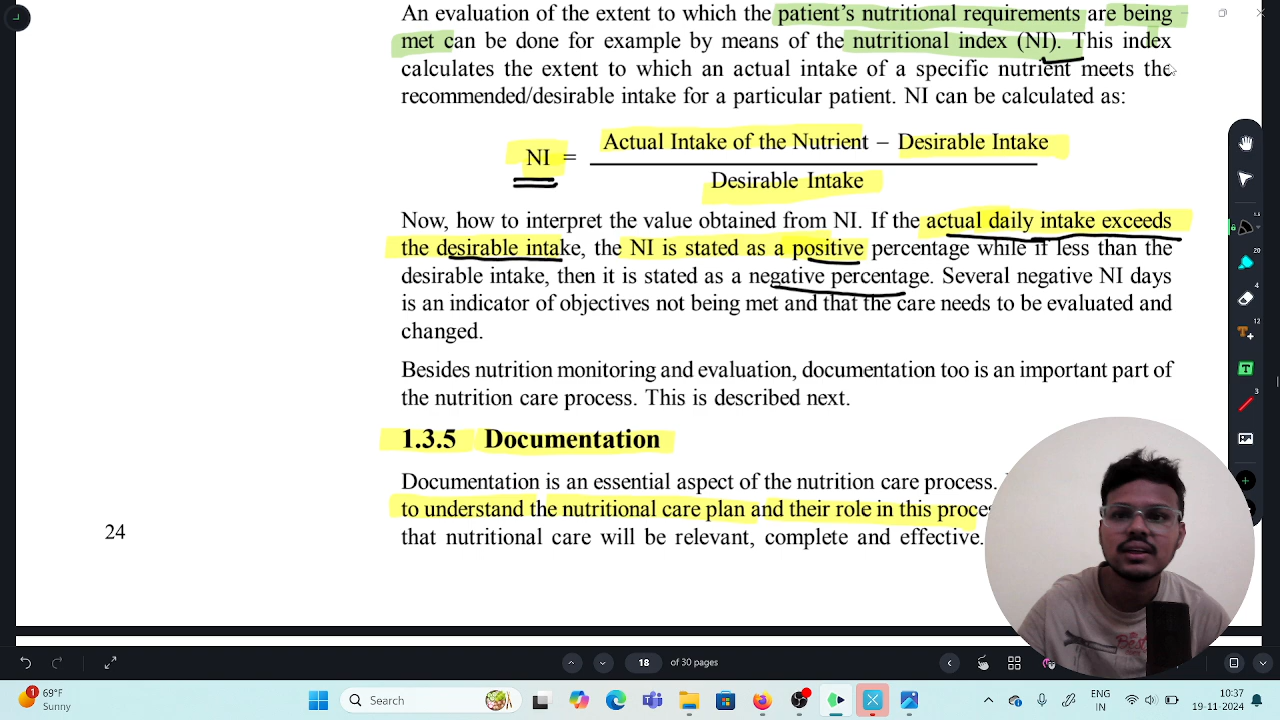 An evaluation of the extent to which the patient's nutritional requirements are being
met can be done for example by means of the nutritional index (NI). This index
calculates the extent to which an actual intake of a specific nutrient meets the
recommended/desirable intake for a particular patient. NI can be calculated as:
NI = Actual Intake of the Nutrient – Desirable Intake
Desirable Intake
Now, how to interpret the value obtained from NI. If the actual daily intake exceeds
the desirable intake, the NI is stated as a positive percentage while if less than the
desirable intake, then it is stated as a negative percentage. Several negative NI days
is an indicator of objectives not being met and that the care needs to be evaluated and
changed.
Besides nutrition monitoring and evaluation, documentation too is an important part of
the nutrition care process. This is described next.
1.3.5 Documentation
Documentation is an essential aspect of the nutrition care process.
to understand the nutritional care plan and their role in this
that nutritional care will be relevant, complete and effective.
24
18 of 30 pages
69°F
Sunny
Search
ENG
IN
10:37
19-11-2024